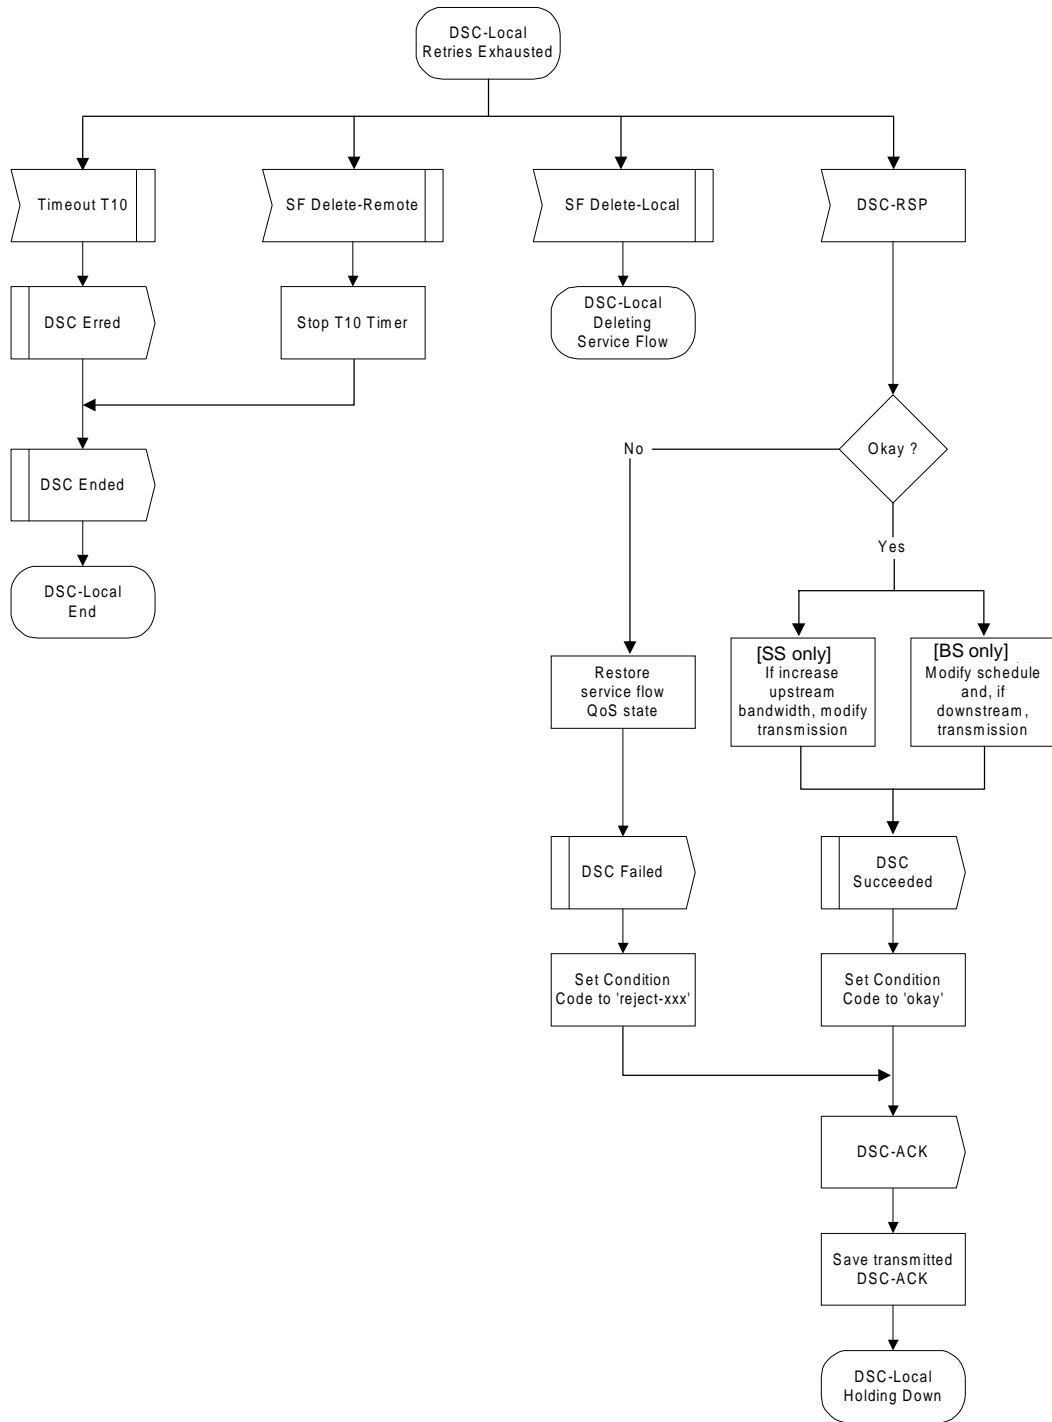 DSC-Local
Retries Exhausted
Timeout T10
SF Delete-Remote
SF Delete-Local
DSC-RSP
DSC Erred
Stop T10 Timer
DSC-Local
Deleting
Service Flow
No
Okay ?
DSC Ended
Yes
DSC-Local
End
[SS only]
If increase
upstream
bandwidth, modify
transmission
[BS only]
Modify schedule
and, if
downstream,
transmission
Restore
service flow
QoS state
DSC Failed
DSC
Succeeded
Set Condition
Code to 'reject-xxx'
Set Condition
Code to 'okay'
DSC-ACK
Save transmitted
DSC-ACK
DSC-Local
Holding Down